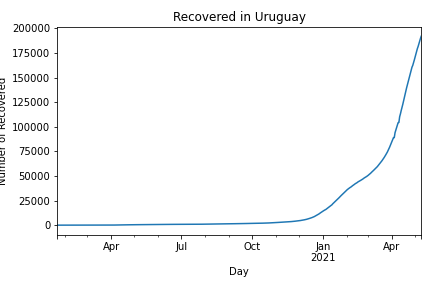 Recovered in Uruguay
200000
175000
150000
125000
100000
75000
50000
25000
0
Number of Recovered
Apr
Jul
Oct
Jan
2021
Apr
Day